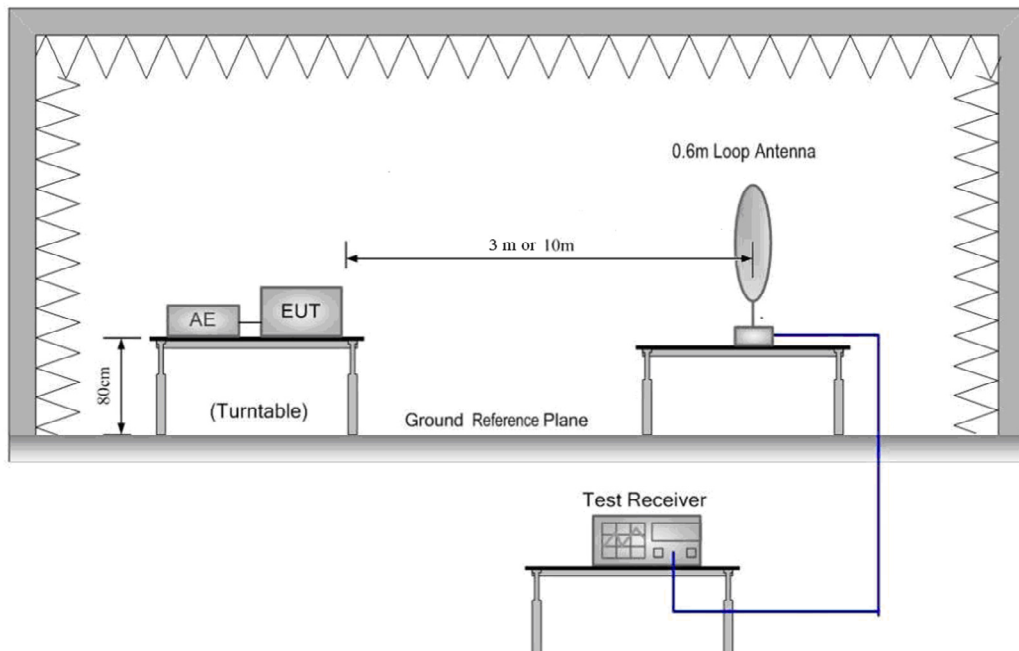 0.6m Loop Antenna
3 m or 10m
AE
EUT
80cm
(Turntable)
Ground Reference Plane
Test Receiver